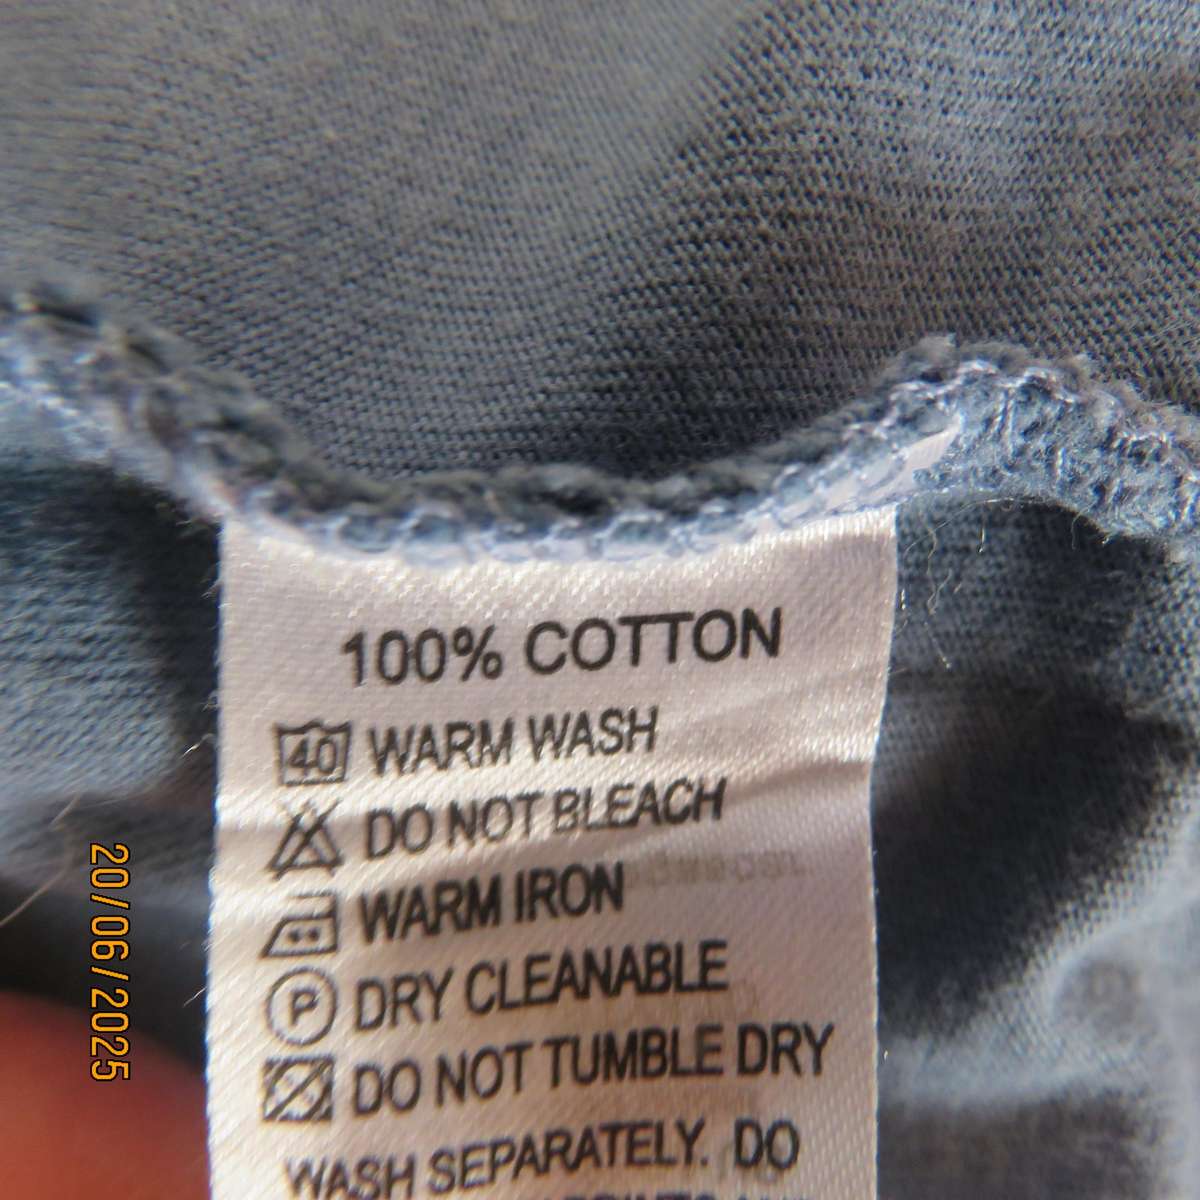 100% COTTON
40 WARM WASH
DO NOT BLEACH
WARM IRON
P DRY CLEANABLE
DO NOT TUMBLE DRY
WASH SEPARATELY. DO
20/06/2025